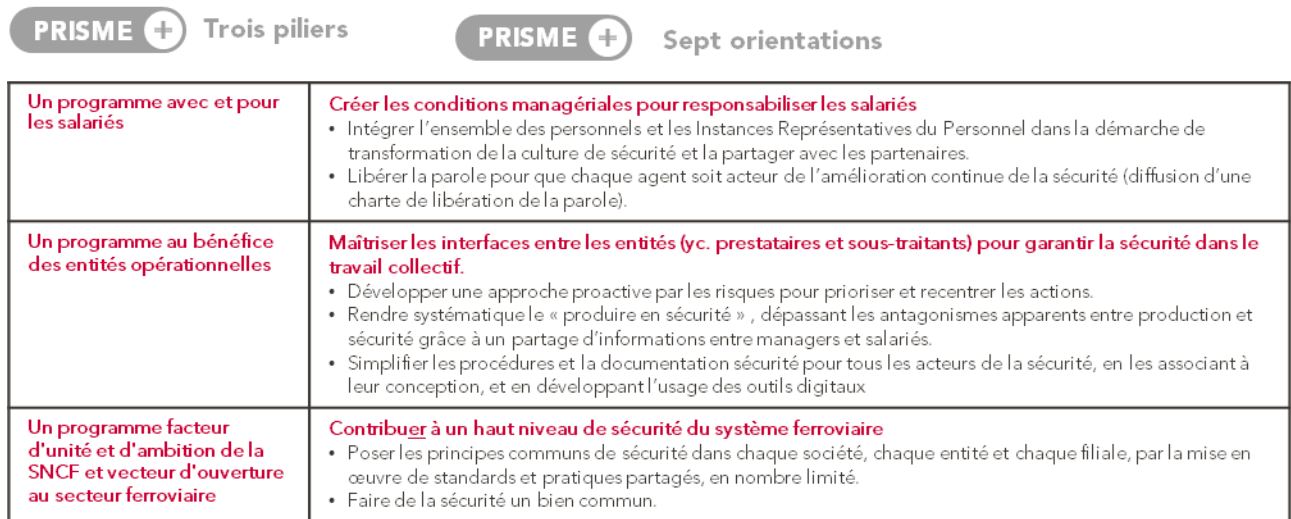 PRISME + Trois piliers
PRISME + Sept orientations
Un programme avec et pour
les salariés
Créer les conditions managériales pour responsabiliser les salariés
• Intégrer l'ensemble des personnels et les Instances Représentatives du Personnel dans la démarche de
transformation de la culture de sécurité et la partager avec les partenaires.
• Libérer la parole pour que chaque agent soit acteur de l'amélioration continue de la sécurité (diffusion d'une
charte de libération de la parole).
Un programme au bénéfice
des entités opérationnelles
Maîtriser les interfaces entre les entités (yc. prestataires et sous-traitants) pour garantir la sécurité dans le
travail collectif.
• Développer une approche proactive par les risques pour prioriser et recentrer les actions.
• Rendre systématique le « produire en sécurité » , dépassant les antagonismes apparents entre production et
sécurité grâce à un partage d'informations entre managers et salariés.
• Simplifier les procédures et la documentation sécurité pour tous les acteurs de la sécurité, en les associant à
leur conception, et en développant l'usage des outils digitaux
Un programme facteur
d'unité et d'ambition de la
SNCF et vecteur d'ouverture
au secteur ferroviaire
Contribuer à un haut niveau de sécurité du système ferroviaire
• Poser les principes communs de sécurité dans chaque société, chaque entité et chaque filiale, par la mise en
œuvre de standards et pratiques partagés, en nombre limité.
• Faire de la sécurité un bien commun.